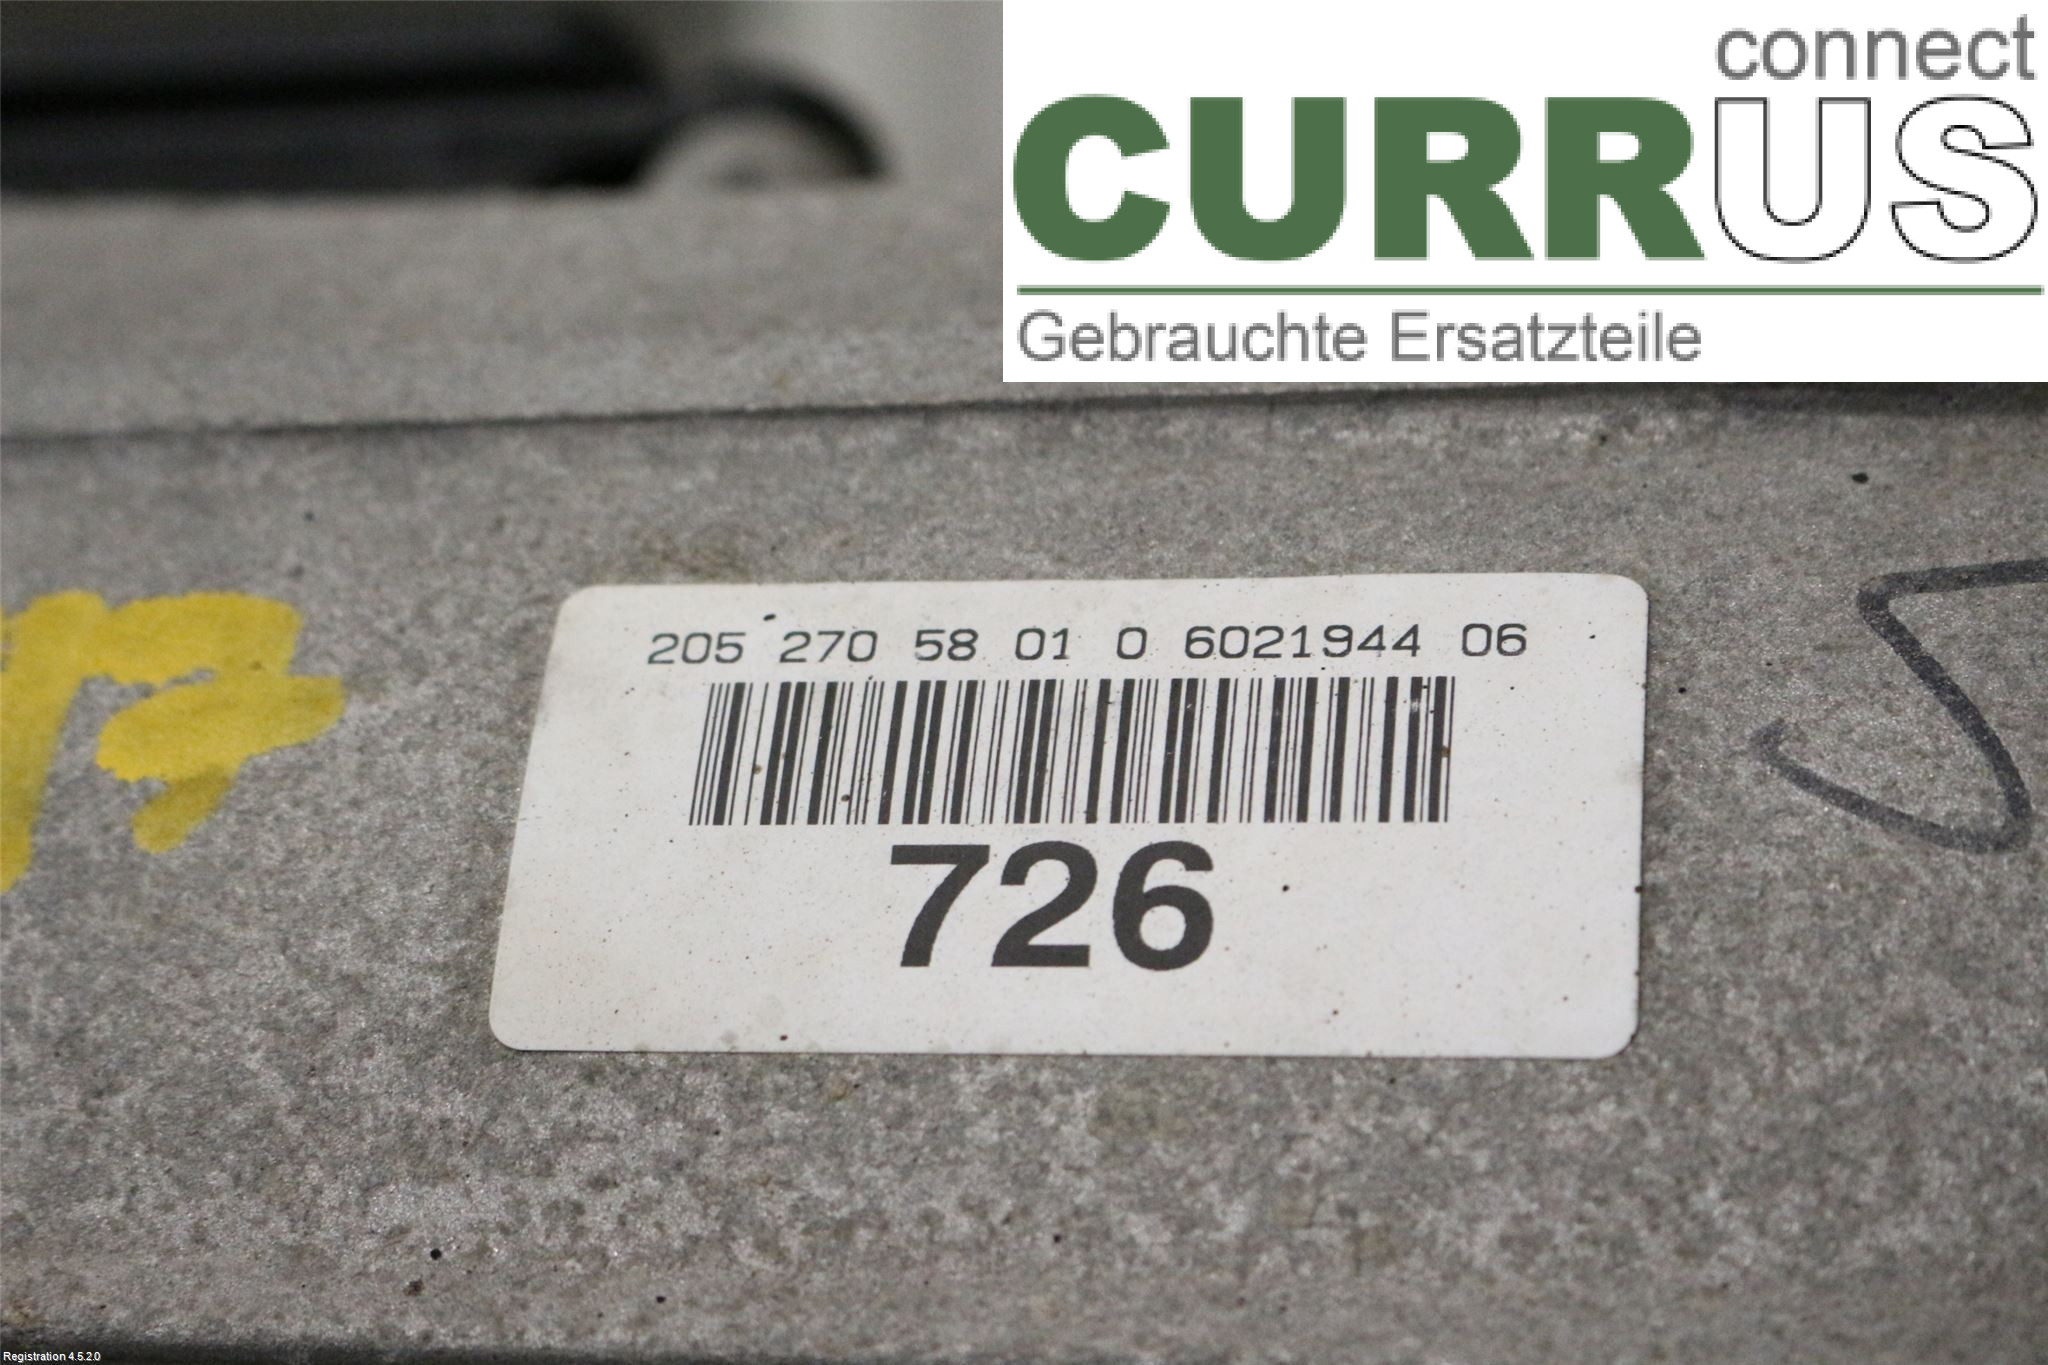 connect
CURRUS
Gebrauchte Ersatzteile
205 270 58 01 0 6021944 06
726
Registration 4.5.2.0